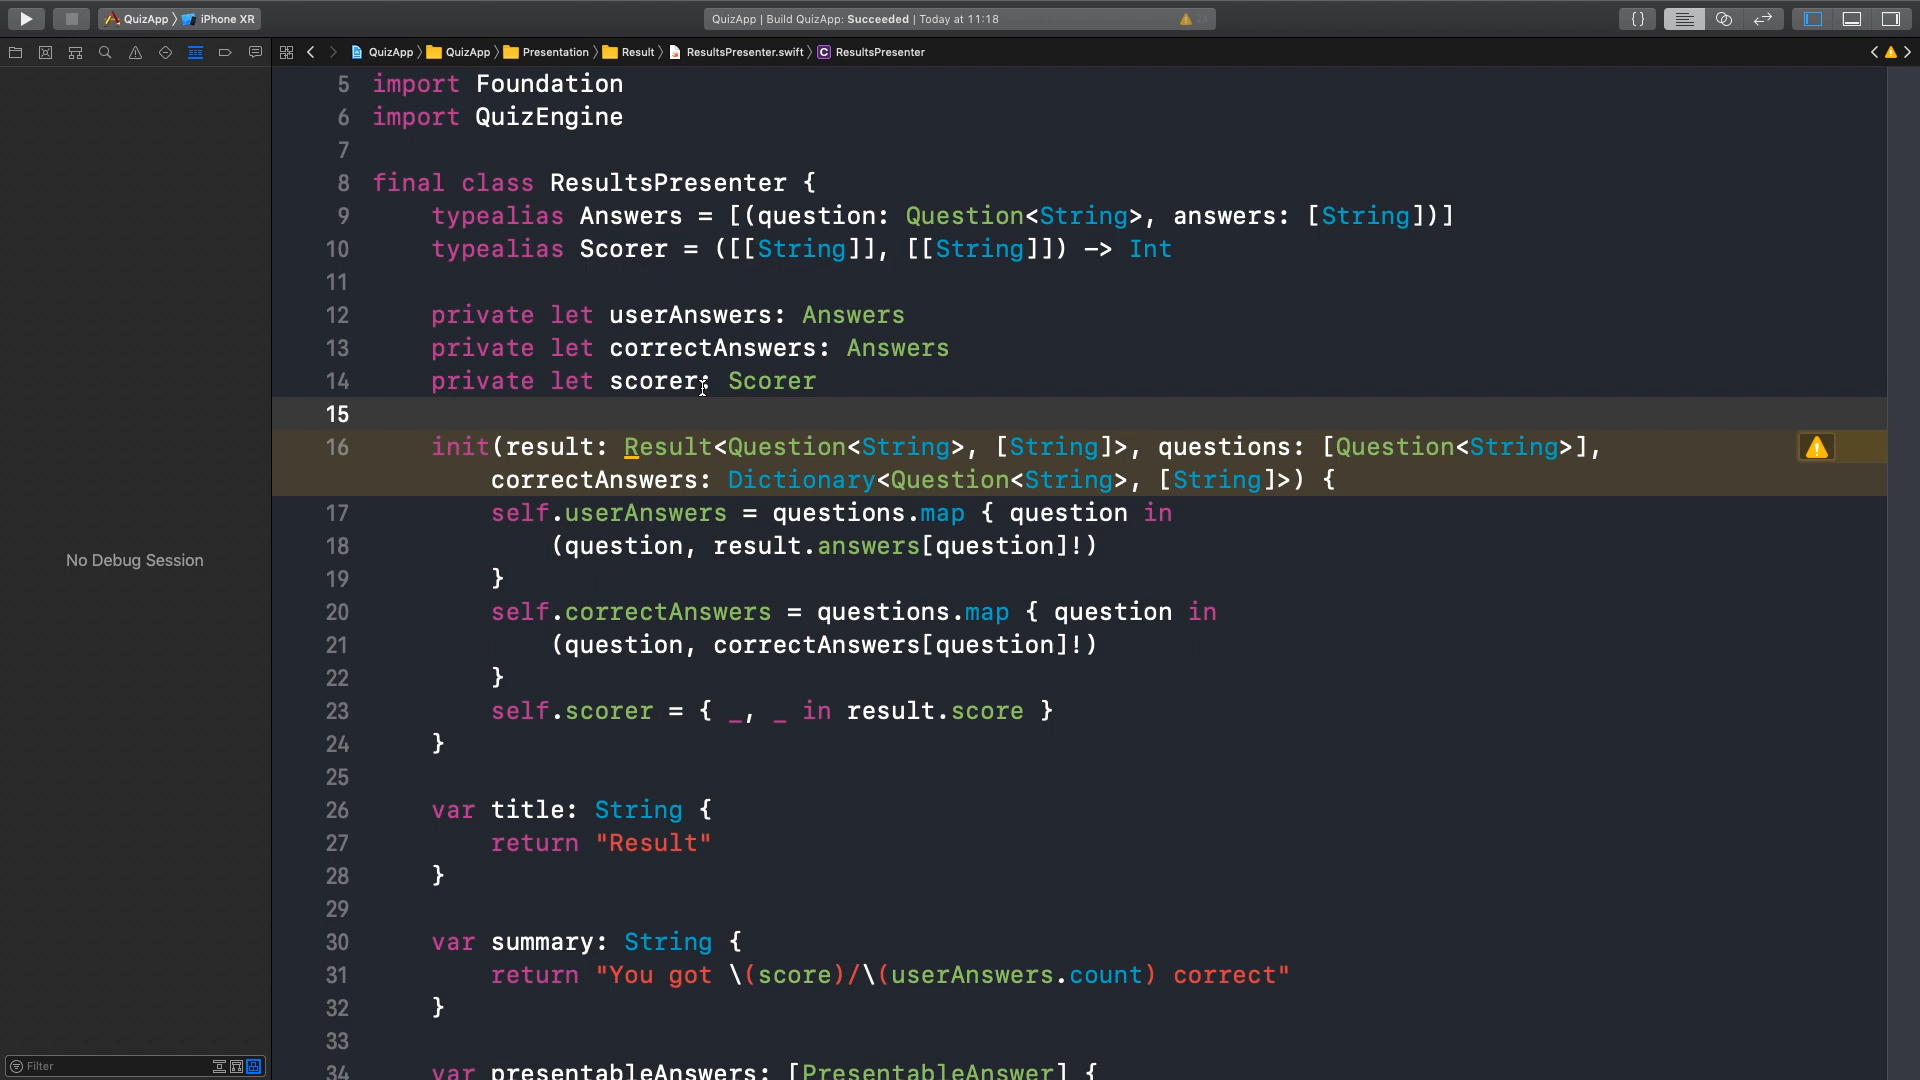 QuizApp 〉 iPhone XR
QuizApp | Build QuizApp: Succeeded | Today at 11:18
{}
QuizApp 〉 QuizApp 〉 Presentation 〉 Result 〉 ResultsPresenter.swift 〉 C ResultsPresenter
5 import Foundation
6 import QuizEngine
7
8 final class ResultsPresenter {
9 typealias Answers = [(question: Question<String>, answers: [String])]
10 typealias Scorer = ([[String]], [[String]]) -> Int
11
12 private let userAnswers: Answers
13 private let correctAnswers: Answers
14 private let scorer: Scorer
15
16 init(result: Result<Question<String>, [String]>, questions: [Question<String>],
correctAnswers: Dictionary<Question<String>, [String]>) {
17 self.userAnswers = questions.map { question in
18 (question, result.answers[question]!)
19 }
20 self.correctAnswers = questions.map { question in
21 (question, correctAnswers[question]!)
22 }
23 self.scorer = { _, _ in result.score }
24 }
25
26 var title: String {
27 return "Result"
28 }
29
30 var summary: String {
31 return "You got \(score)/\(userAnswers.count) correct"
32 }
33
34 var presentableAnswers: [PresentableAnswer] {
No Debug Session
Filter